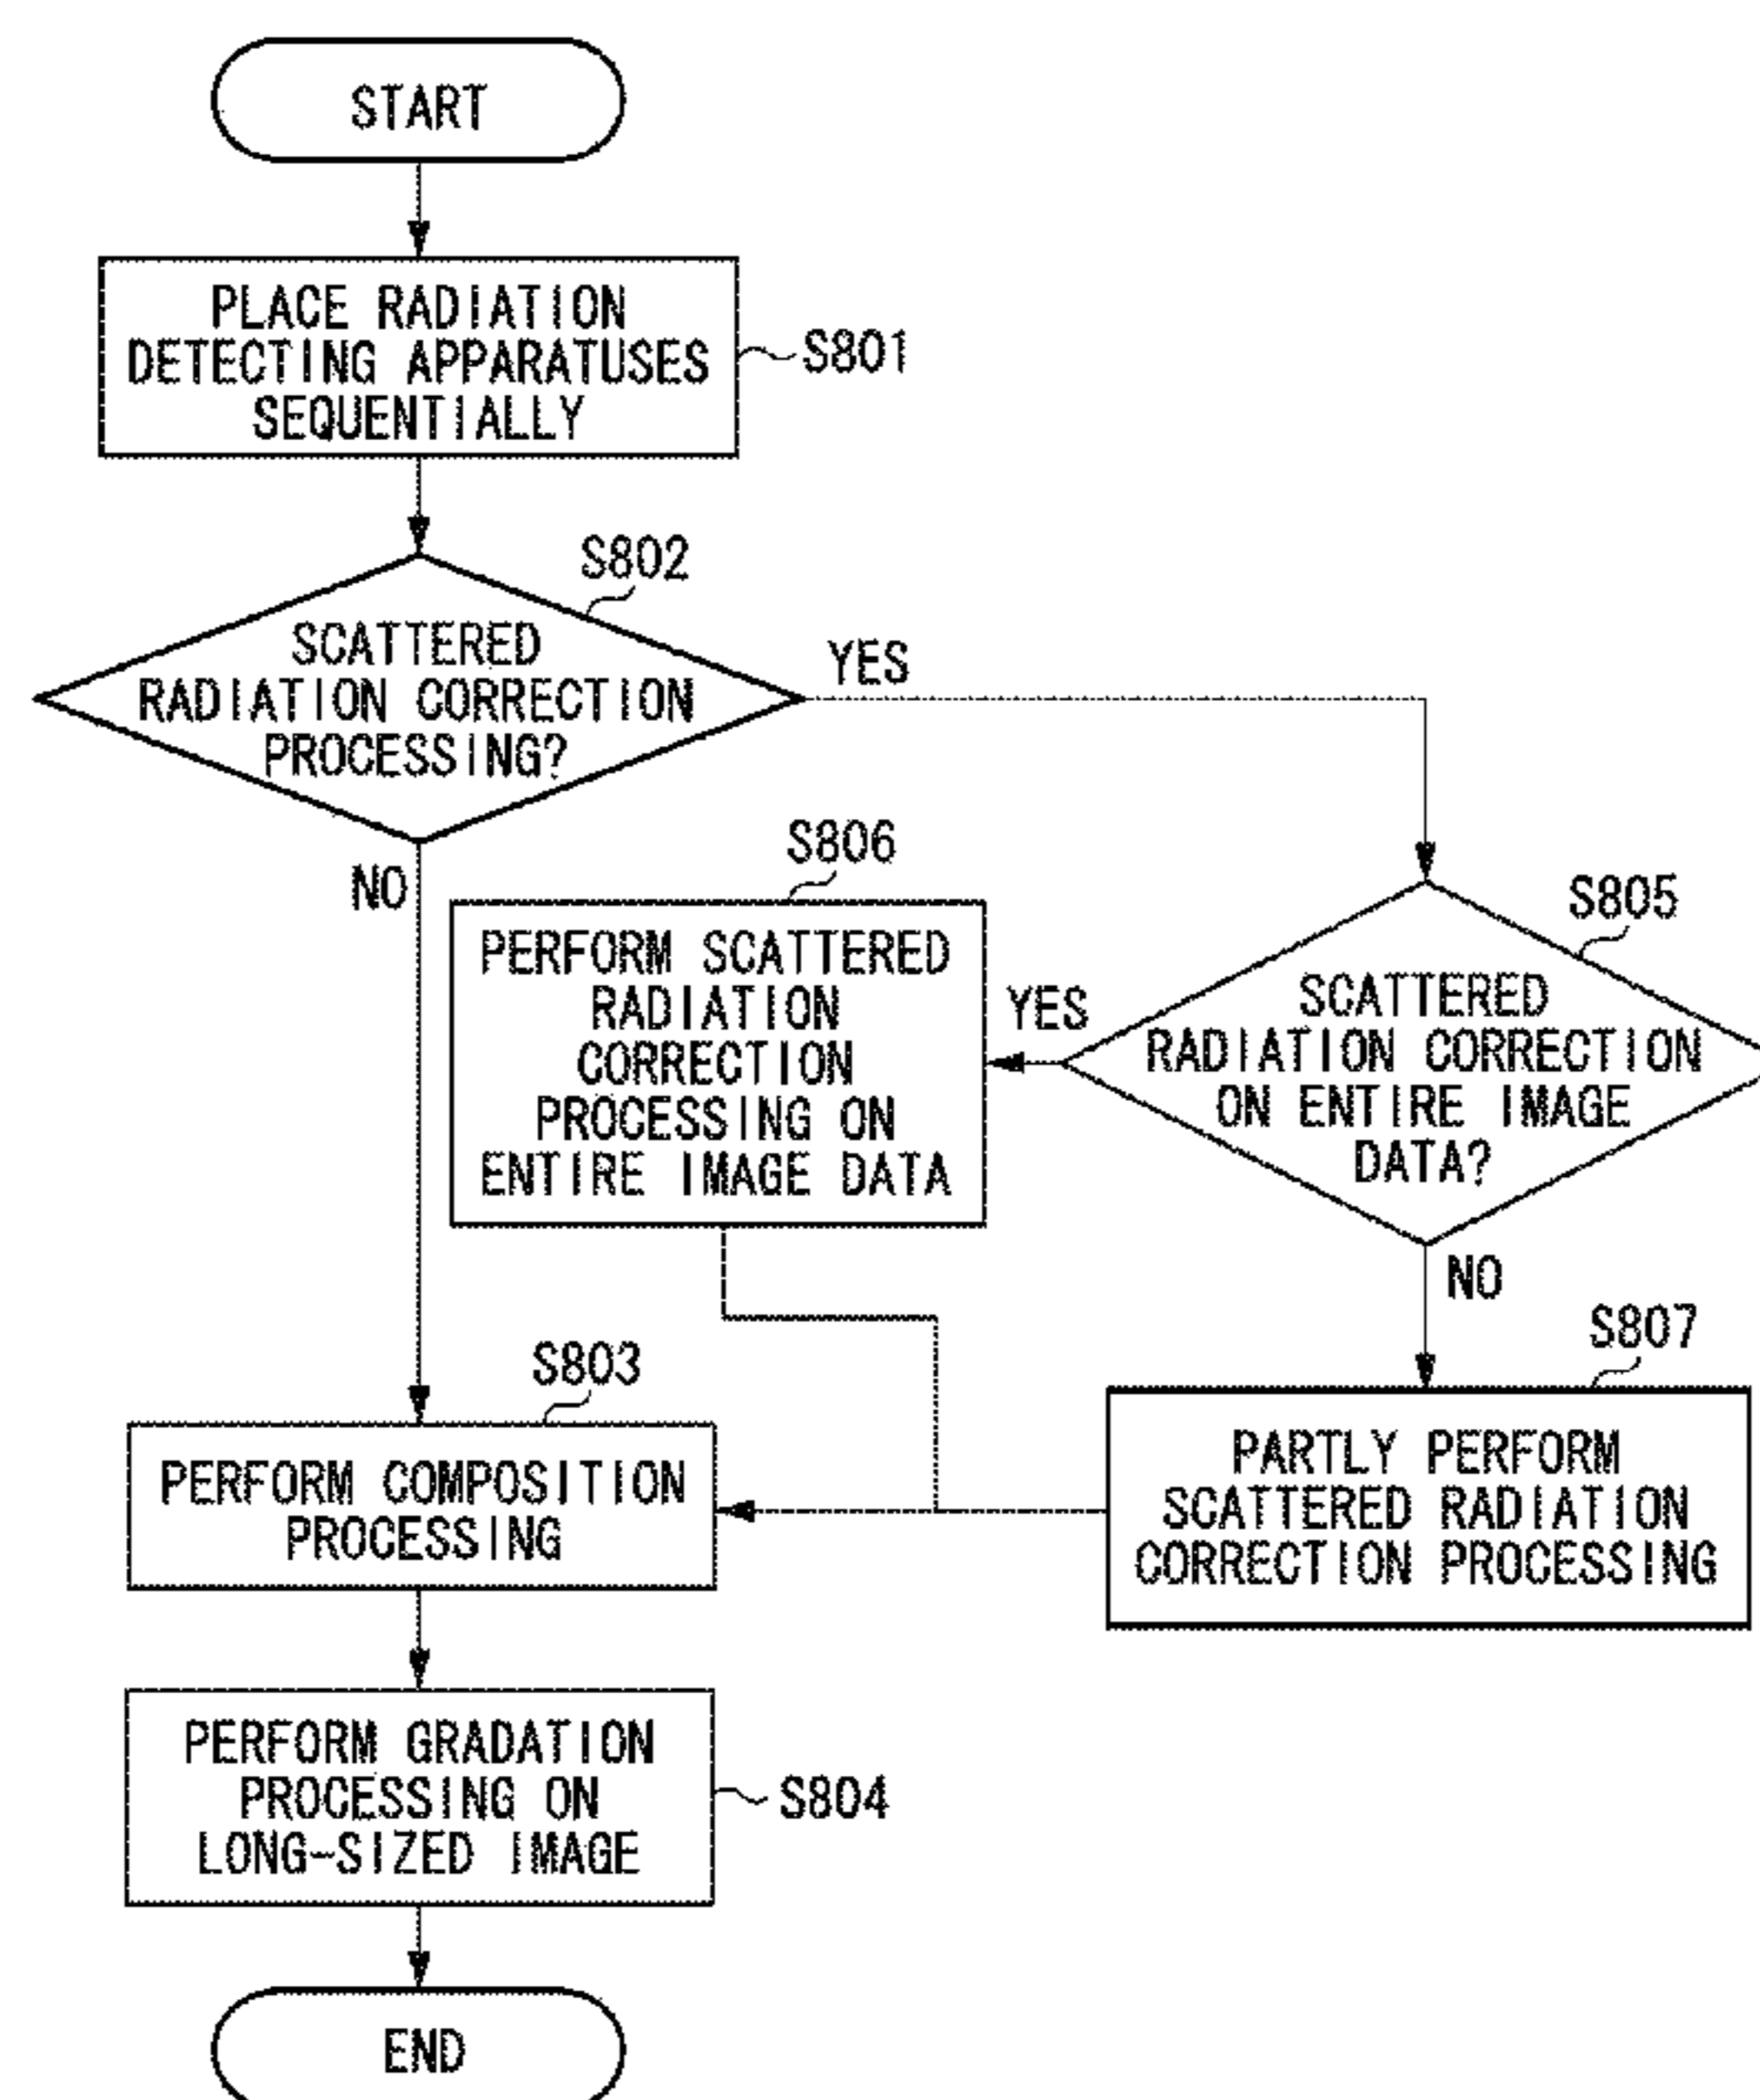 START
PLACE RADIATION
DETECTING APPARATUSES
SEQUENTIALLY
S801
S802
SCATTERED
RADIATION CORRECTION
PROCESSING?
YES
NO
S806
PERFORM SCATTERED
RADIATION
CORRECTION
PROCESSING ON
ENTIRE IMAGE DATA
YES
S805
SCATTERED
RADIATION CORRECTION
ON ENTIRE IMAGE
DATA?
NO
S807
PARTLY PERFORM
SCATTERED RADIATION
CORRECTION PROCESSING
S803
PERFORM COMPOSITION
PROCESSING
PERFORM GRADATION
PROCESSING ON
LONG-SIZED IMAGE
S804
END